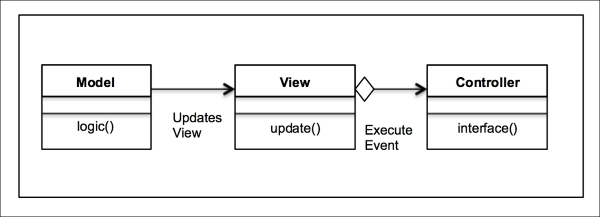 Model
logic()
Updates
View
View
update()
Execute
Event
Controller
interface()